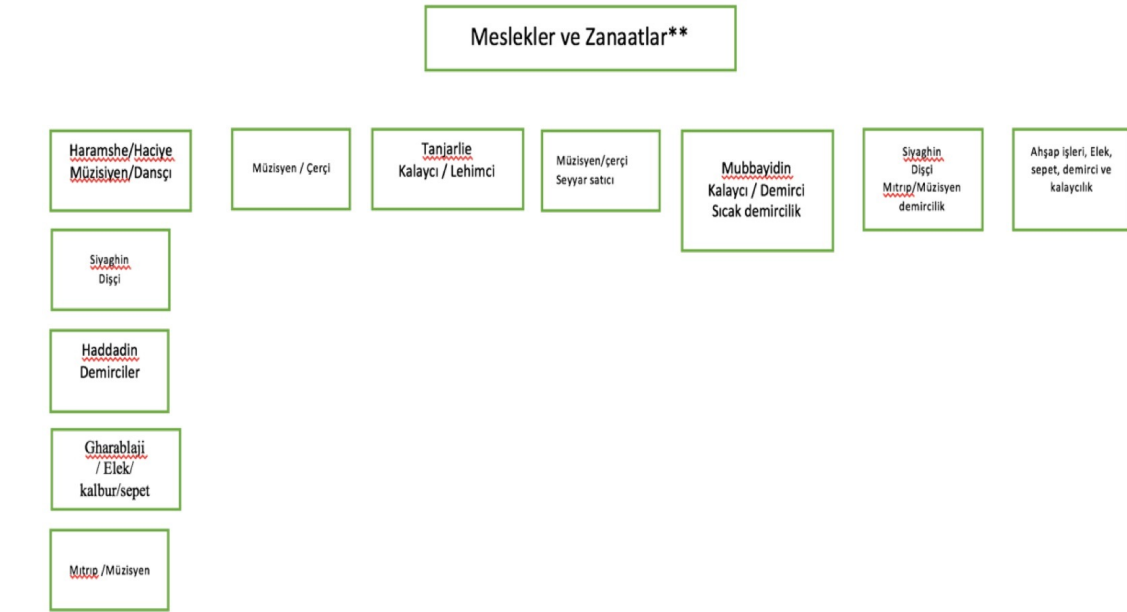 Meslekler ve Zanaatlar**
Haramshe/Haciye
Müzisiyen/Dansçı
Müzisyen / Çerçi
Tanjarlie
Kalaycı / Lehimci
Müzisyen/çerçi
Seyyar satıcı
Mubbayidin
Kalaycı / Demirci
Sıcak demircilik
Siyaghin
Dişçi
Mıtrıp/Müzisyen
demircilik
Ahşap işleri, Elek,
sepet, demirci ve
kalaycılık
Siyaghin
Dişçi
Haddadin
Demirciler
Gharablaji
/ Elek/
kalbur/sepet
Mıtrıp /Müzisyen